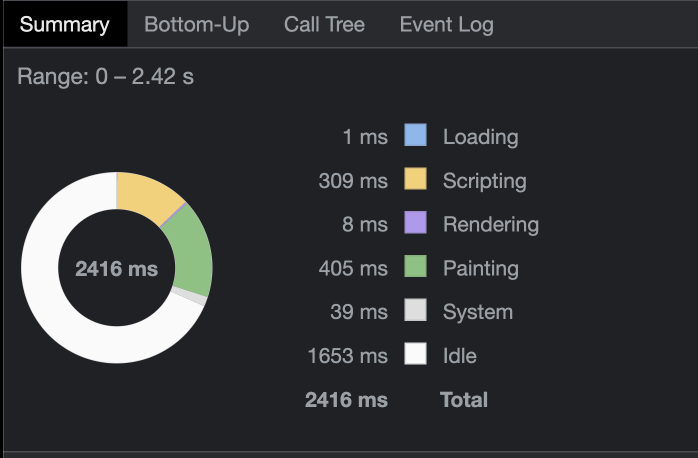 Summary Bottom-Up Call Tree Event Log
Range: 0 – 2.42 s
1 ms Loading
309 ms Scripting
8 ms Rendering
2416 ms
405 ms Painting
39 ms System
1653 ms Idle
2416 ms Total